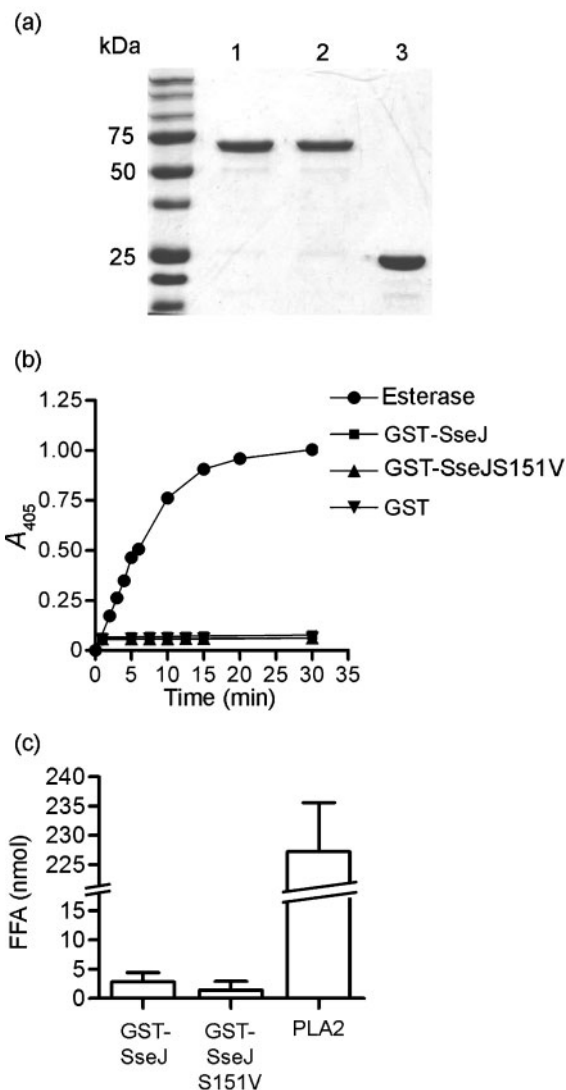 (a)
kDa 1 2 3
75
50
25
(b)
1.25
1.00
0.75
0.50
0.25
0
A405
0 5 10 15 20 25 30 35
Time (min)
Esterase
GST-SseJ
GST-SseJS151V
GST
(c)
240
235
230
225
15
10
5
0
FFA (nmol)
GST-
SseJ
GST-
SseJ
S151V
PLA2